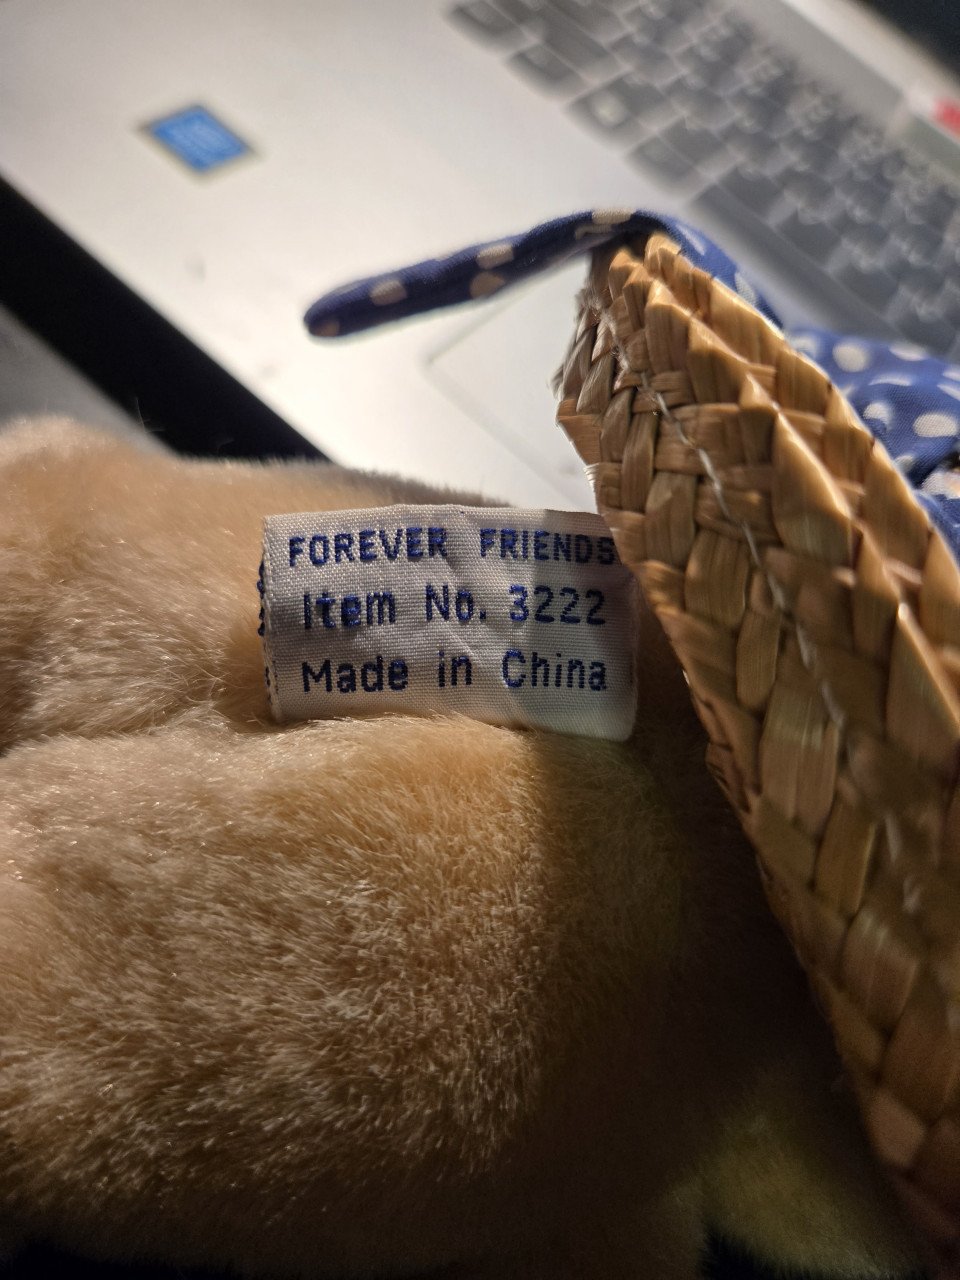 FOREVER FRIENDS
Item No. 3222
Made in China